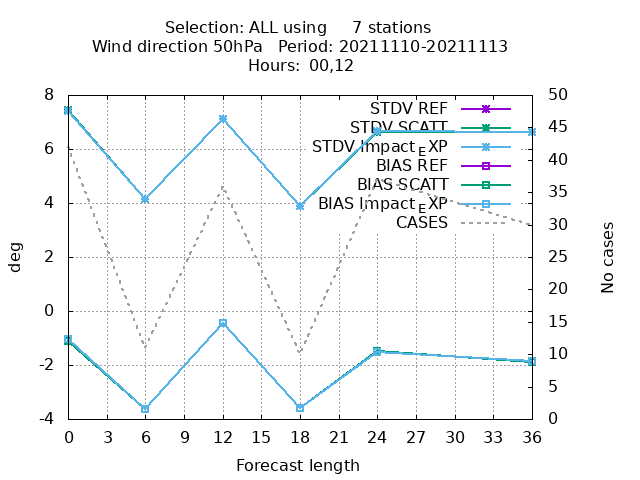 Selection: ALL using     7 stations
Wind direction 50hPa   Period: 20211110-20211113
Hours: 00,12
8
6
4
2
0
-2
-4
deg
STDV REF
STDV SCATT
STDV Impact_EXP
BIAS REF
BIAS SCATT
BIAS Impact_EXP
CASES
50
45
40
35
30
25
20
15
10
5
0
No cases
0 3 6 9 12 15 18 21 24 27 30 33 36
Forecast length